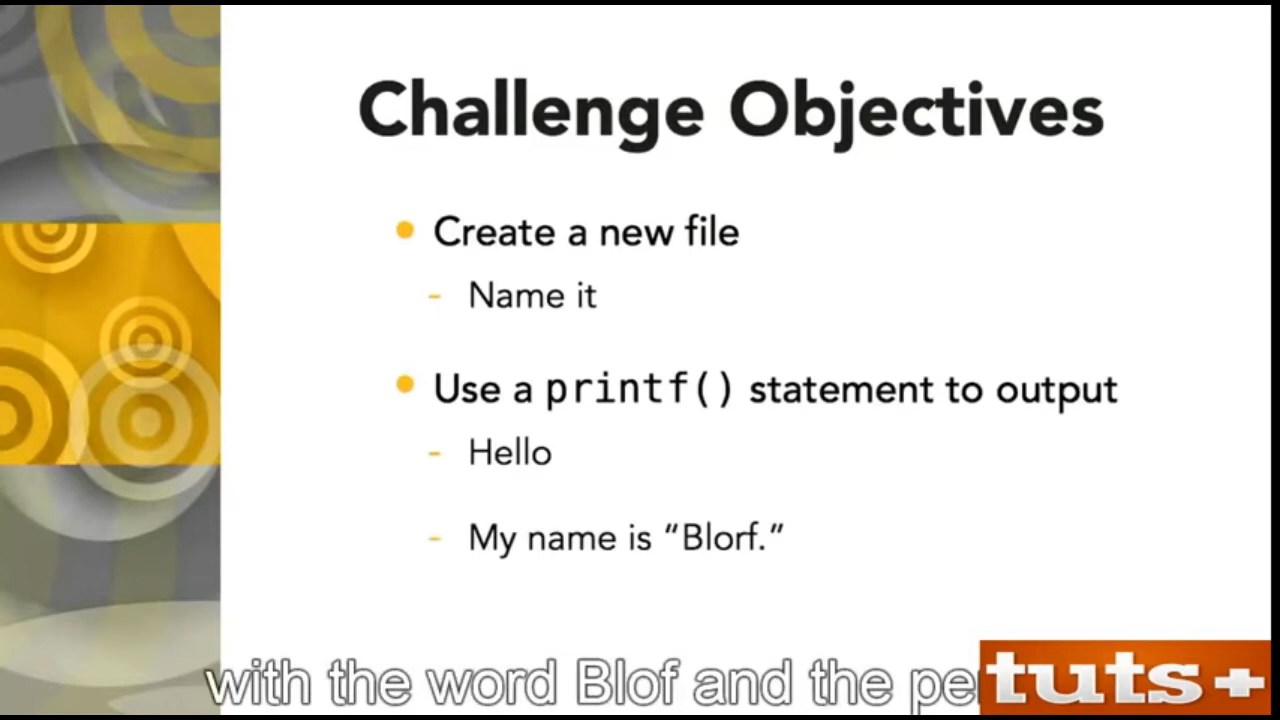 Challenge Objectives
Create a new file
- Name it
Use a printf() statement to output
- Hello
- My name is “Blorf.”
with the word Blof and the
tuts+